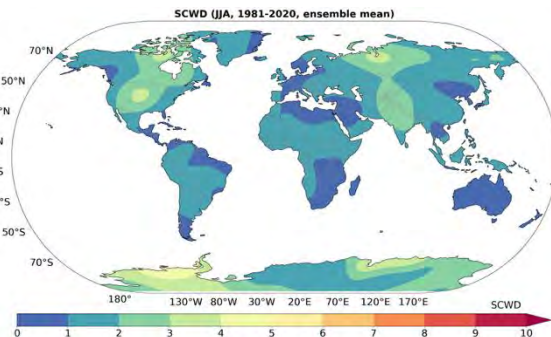 SCWD (JJA, 1981-2020, ensemble mean)
70°N
50°N
°N
N
S
°S
50°S
70°S
180° 130°W 80°W 30°W 20°E 70°E 120°E 170°E
SCWD
0 1 2 3 4 5 6 7 8 9 10